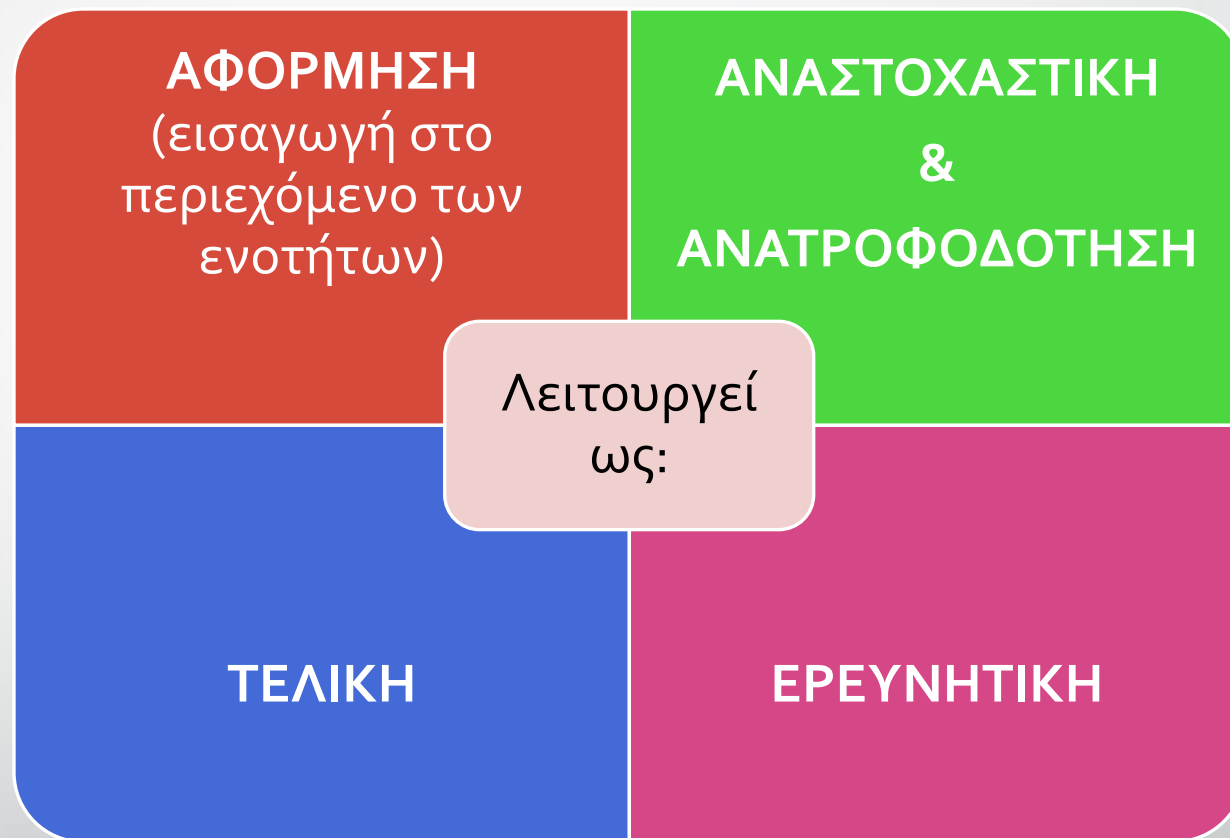 ΑΦΟΡΜΗΣΗ
(εισαγωγή στο
περιεχόμενο των
ενοτήτων)
ΑΝΑΣΤΟΧΑΣΤΙΚΗ
&
ΑΝΑΤΡΟΦΟΔΟΤΗΣΗ
Λειτουργεί
ως:
ΤΕΛΙΚΗ
ΕΡΕΥΝΗΤΙΚΗ